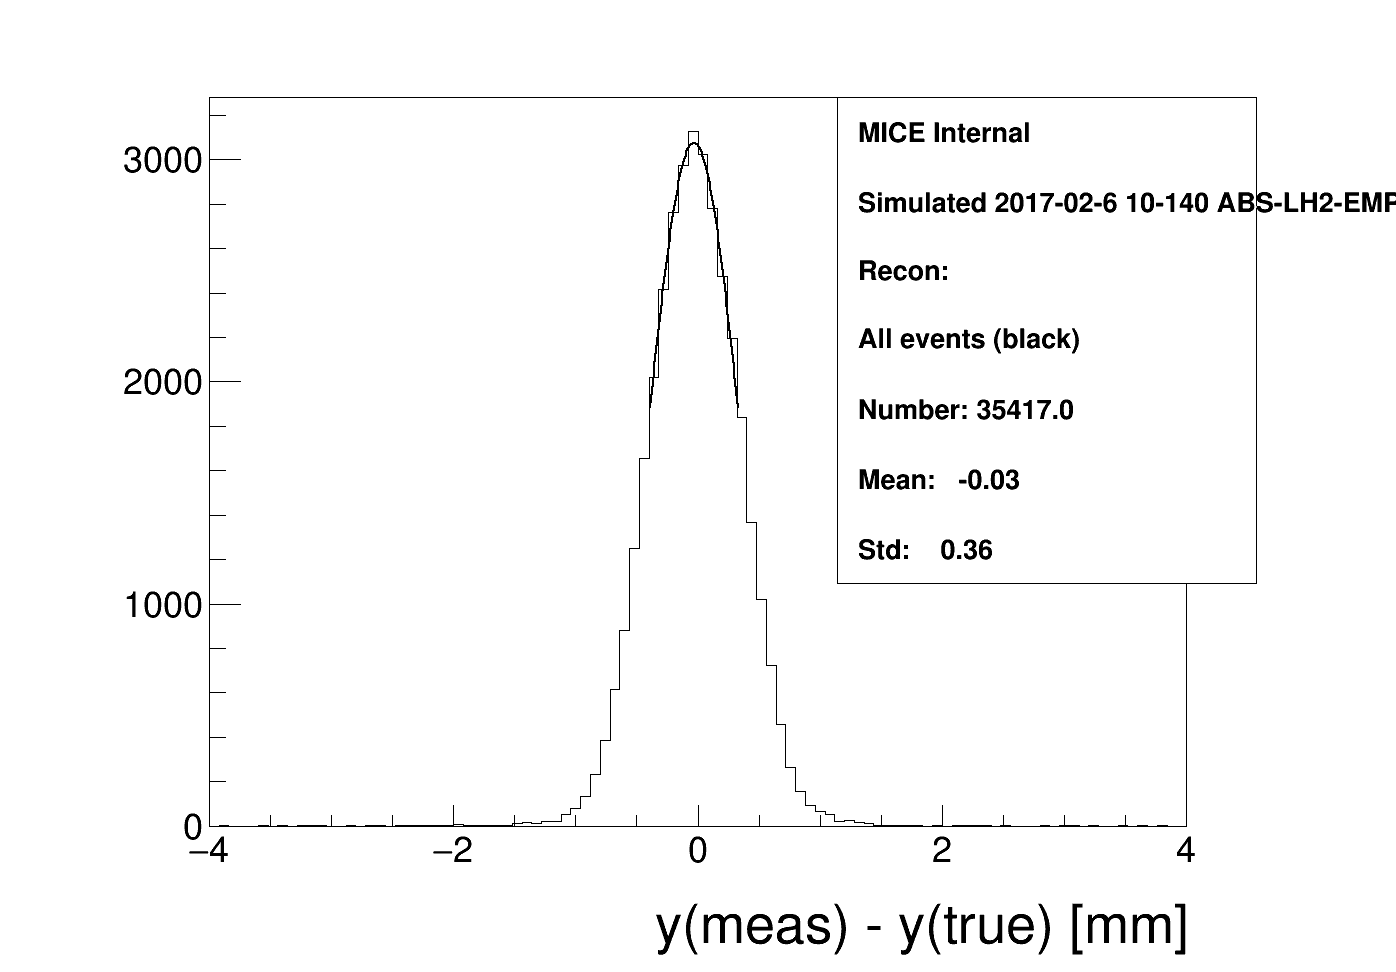 MICE Internal
Simulated 2017-02-6 10-140 ABS-LH2-EMP
Recon:
All events (black)
Number: 35417.0
Mean: -0.03
Std: 0.36
3000
2000
1000
0
−4 −2 0 2 4
y(meas) - y(true) [mm]